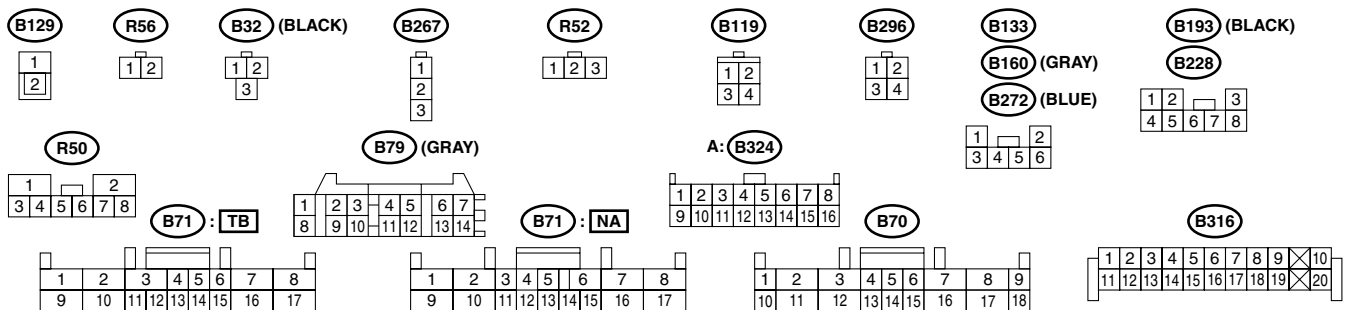 B129 R56 B32 (BLACK) B267 R52 B119 B296 B133 B193 (BLACK)
B160 (GRAY) B228
B272 (BLUE)
1
2
1 2
1 2
3
1
2
3
1 2 3
1 2
3 4
1 2
3 4
1 2
3 4 5 6
1 2 3
4 5 6 7 8
R50 B79 (GRAY) A: B324
1 2
3 4 5 6 7 8
1 2 3 4 5 6 7
8 9 10 11 12 13 14
1 2 3 4 5 6 7 8
9 10 11 12 13 14 15 16
B71 : TB B71 : NA B70 B316
1 2 3 4 5 6 7 8
9 10 11 12 13 14 15 16 17
1 2 3 4 5 6 7 8
9 10 11 12 13 14 15 16 17
1 2 3 4 5 6 7 8 9
10 11 12 13 14 15 16 17 18
1 2 3 4 5 6 7 8 9 10
11 12 13 14 15 16 17 18 19 20